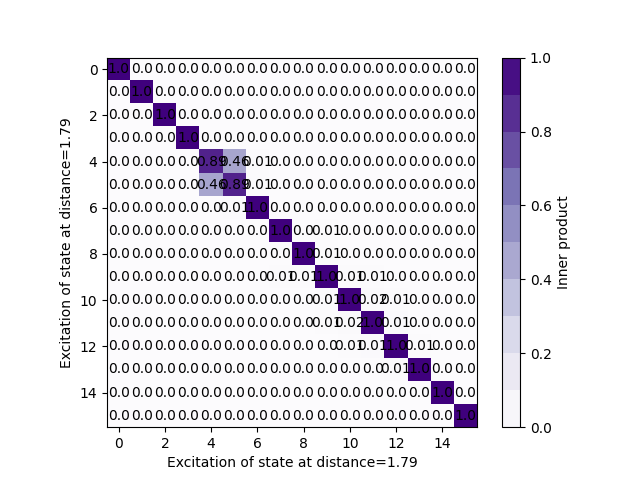 0 1.0 0.0 0.0 0.0 0.0 0.0 0.0 0.0 0.0 0.0 0.0 0.0 0.0 0.0 0.0 0.0
0.0 1.0 0.0 0.0 0.0 0.0 0.0 0.0 0.0 0.0 0.0 0.0 0.0 0.0 0.0 0.0
2 0.0 0.0 1.0 0.0 0.0 0.0 0.0 0.0 0.0 0.0 0.0 0.0 0.0 0.0 0.0 0.0
0.0 0.0 0.0 1.0 0.0 0.0 0.0 0.0 0.0 0.0 0.0 0.0 0.0 0.0 0.0 0.0
4 0.0 0.0 0.0 0.0 0.89 0.46 0.01 0.0 0.0 0.0 0.0 0.0 0.0 0.0 0.0 0.0
0.0 0.0 0.0 0.0 0.46 0.89 0.01 0.0 0.0 0.0 0.0 0.0 0.0 0.0 0.0 0.0
6 0.0 0.0 0.0 0.0 0.0 0.01 1.0 0.0 0.0 0.0 0.0 0.0 0.0 0.0 0.0 0.0
0.0 0.0 0.0 0.0 0.0 0.0 0.0 1.0 0.0 0.01 0.0 0.0 0.0 0.0 0.0 0.0
8 0.0 0.0 0.0 0.0 0.0 0.0 0.0 0.0 1.0 0.01 0.0 0.0 0.0 0.0 0.0 0.0
0.0 0.0 0.0 0.0 0.0 0.0 0.0 0.01 0.01 1.0 0.01 0.01 0.0 0.0 0.0 0.0
10 0.0 0.0 0.0 0.0 0.0 0.0 0.0 0.0 0.0 0.01 1.0 0.02 0.01 0.0 0.0 0.0
0.0 0.0 0.0 0.0 0.0 0.0 0.0 0.0 0.0 0.01 0.02 1.0 0.01 0.0 0.0 0.0
12 0.0 0.0 0.0 0.0 0.0 0.0 0.0 0.0 0.0 0.0 0.01 0.01 1.0 0.01 0.0 0.0
0.0 0.0 0.0 0.0 0.0 0.0 0.0 0.0 0.0 0.0 0.0 0.0 0.01 1.0 0.0 0.0
14 0.0 0.0 0.0 0.0 0.0 0.0 0.0 0.0 0.0 0.0 0.0 0.0 0.0 0.0 1.0 0.0
0.0 0.0 0.0 0.0 0.0 0.0 0.0 0.0 0.0 0.0 0.0 0.0 0.0 0.0 0.0 1.0
0 2 4 6 8 10 12 14
Excitation of state at distance=1.79
Excitation of state at distance=1.79
1.0
0.8
0.6
0.4
0.2
0.0
Inner product